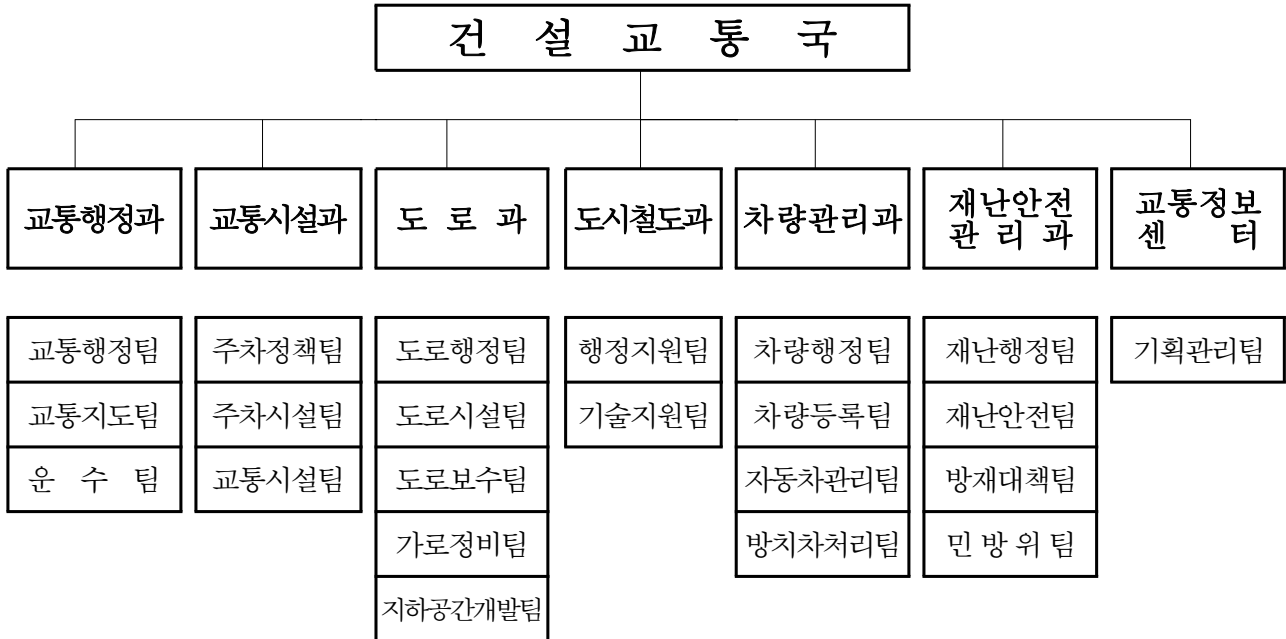 건 설 교 통 국
교통행정과 교통시설과 도 로 과 도시철도과 차량관리과 재난안전 관 리 과 교통정보 센 터
교통행정팀 주차정책팀 도로행정팀 행정지원팀 차량행정팀 재난행정팀 기획관리팀
교통지도팀 주차시설팀 도로시설팀 기술지원팀 차량등록팀 재난안전팀
운 수 팀 교통시설팀 도로보수팀 자동차관리팀 방재대책팀
가로정비팀 방치차처리팀 민 방 위 팀
지하공간개발팀